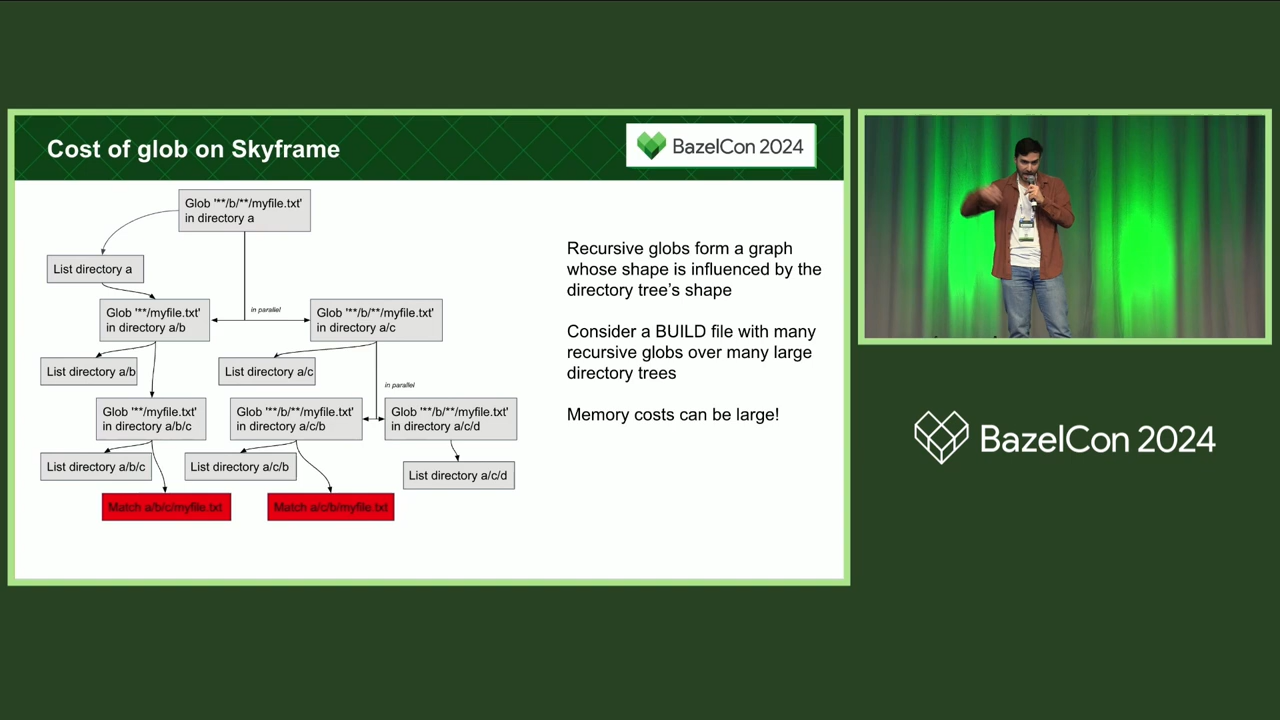 Cost of glob on Skyframe
BazelCon 2024
Glob '**/b/**/myfile.txt'
in directory a
List directory a
Glob '**/myfile.txt'
in directory a/b
in parallel
Glob '**/b/**/myfile.txt'
in directory a/c
List directory a/b
List directory a/c
in parallel
Glob '**/myfile.txt'
in directory a/b/c
Glob '**/b/**/myfile.txt'
in directory a/c/b
Glob '**/b/**/myfile.txt'
in directory a/c/d
List directory a/b/c
List directory a/c/b
List directory a/c/d
Match a/b/c/myfile.txt
Match a/c/b/myfile.txt
Recursive globs form a graph
whose shape is influenced by the
directory tree's shape
Consider a BUILD file with many
recursive globs over many large
directory trees
Memory costs can be large!
BazelCon 2024